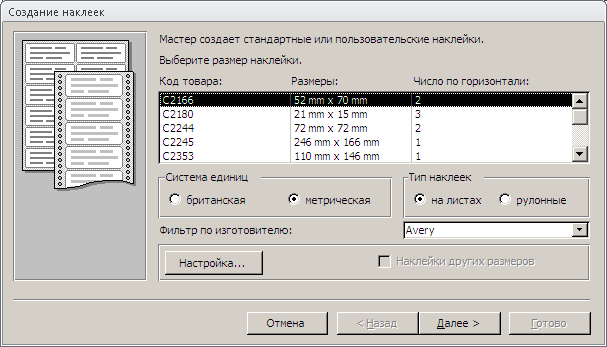 Создание наклеек
Мастер создает стандартные или пользовательские наклейки.
Выберите размер наклейки.
Код товара: Размеры: Число по горизонтали:
C2166 52 mm x 70 mm 2
C2180 21 mm x 15 mm 3
C2244 72 mm x 72 mm 2
C2245 246 mm x 166 mm 1
C2353 110 mm x 146 mm 1
Система единиц Тип наклеек
британская метрическая на листах рулонные
Фильтр по изготовителю: Avery
Настройка... Наклейки других размеров
Отмена < Назад Далее > Готово